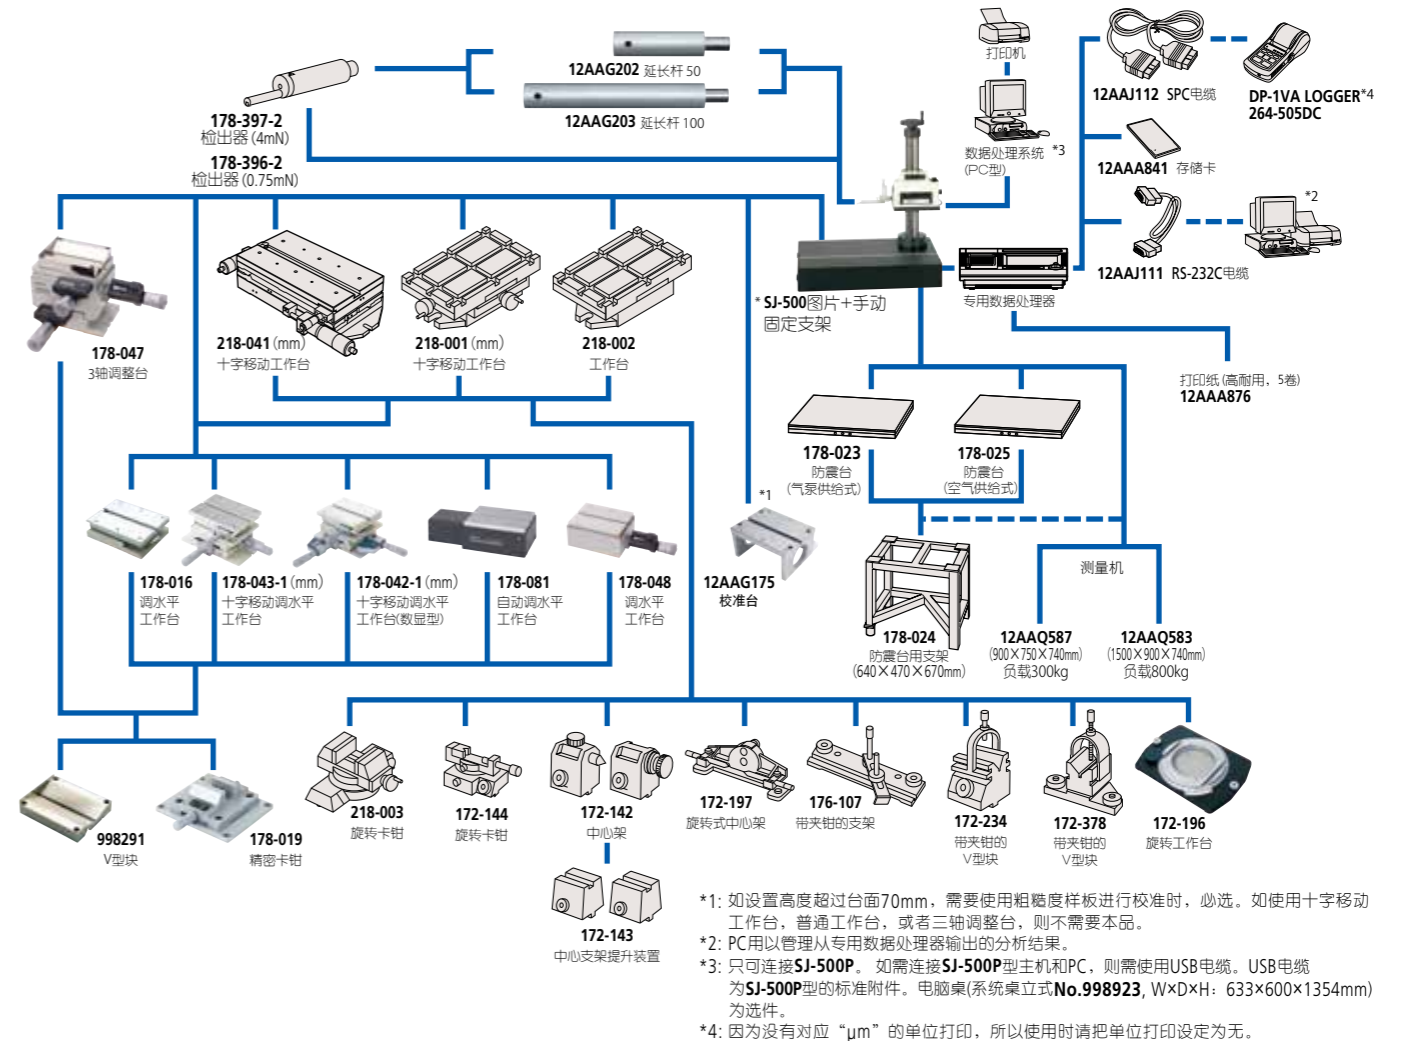 打印机
12AAG202 延长杆 50
12AAG203 延长杆 100
178-397-2
检出器(4mN)
178-396-2
检出器(0.75mN)
数据处理系统 *3
(PC型)
12AAJ112 SPC电缆
DP-1VA LOGGER*4
264-505DC
12AAA841 存储卡
*2
12AAJ111 RS-232C电缆
专用数据处理器
*SJ-500图片+手动
固定支架
178-047
3轴调整台
218-041(mm)
十字移动工作台
218-001(mm)
十字移动工作台
218-002
工作台
打印纸(高耐用，5卷)
12AAA876
178-023
防震台
(气泵供给式)
178-025
防震台
(空气供给式)
*1
178-016
调水平
工作台
178-043-1(mm)
十字移动调水平
工作台
178-042-1(mm)
十字移动调水平
工作台(数显型)
178-081
自动调水平
工作台
178-048
调水平
工作台
12AAG175
校准台
测量机
178-024
防震台用支架
(640×470×670mm)
12AAQ587
(900×750×740mm)
负载300kg
12AAQ583
(1500×900×740mm)
负载800kg
998291
V型块
178-019
精密卡钳
218-003
旋转卡钳
172-144
旋转卡钳
172-142
中心架
172-197
旋转式中心架
176-107
带夹钳的支架
172-234
带夹钳的
V型块
172-378
带夹钳的
V型块
172-196
旋转工作台
172-143
中心支架提升装置
*1: 如设置高度超过台面70mm，需要使用粗糙度样板进行校准时，必选。如使用十字移动
工作台，普通工作台，或者三轴调整台，则不需要本品。
*2: PC用以管理从专用数据处理器输出的分析结果。
*3: 只可连接SJ-500P。 如需连接SJ-500P型主机和PC，则需使用USB电缆。USB电缆
为SJ-500P型的标准附件。电脑桌(系统桌立式No.998923, W×D×H：633×600×1354mm)
为选件。
*4: 因为没有对应“μm”的单位打印，所以使用时请把单位打印设定为无。